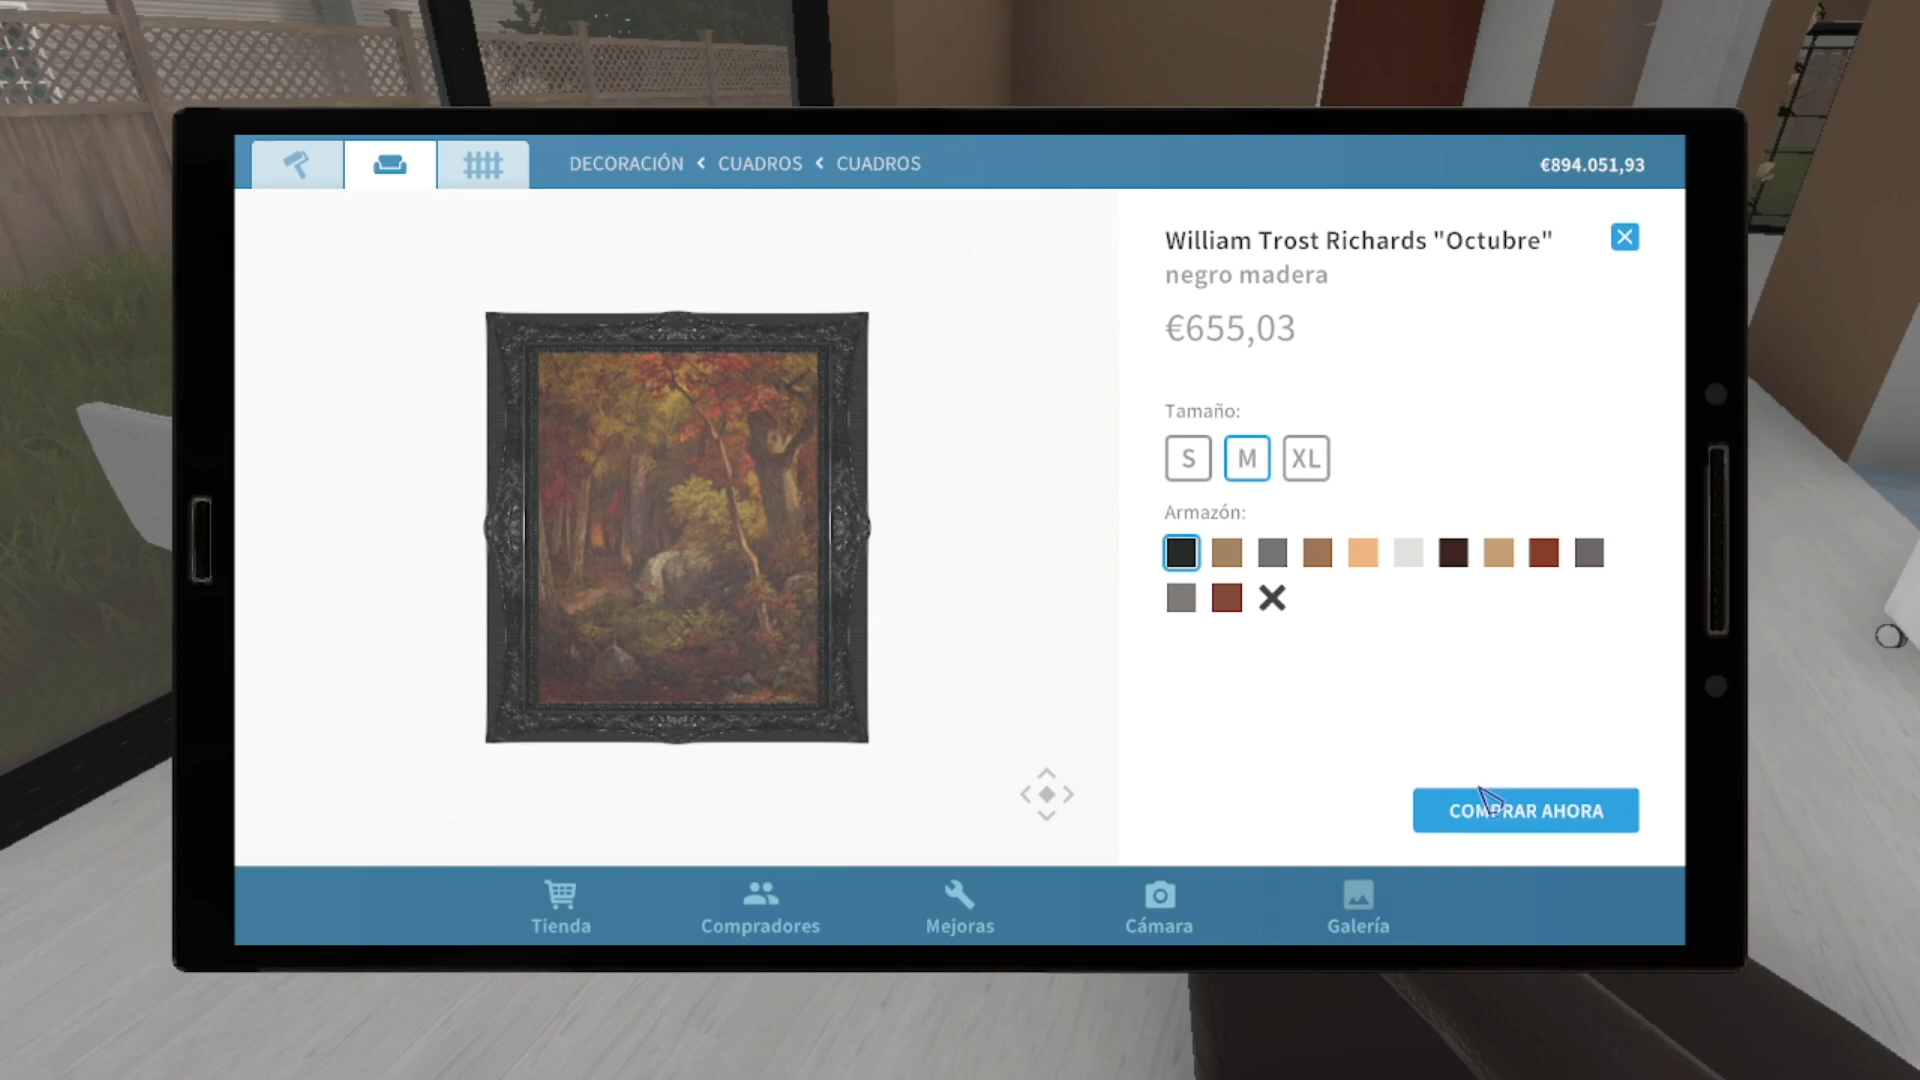 DECORACIÓN < CUADROS < CUADROS
€894.051,93
William Trost Richards "Octubre"
negro madera
€655,03
Tamaño:
S M XL
Armazón:
COMPRAR AHORA
Tienda
Compradores
Mejoras
Cámara
Galería